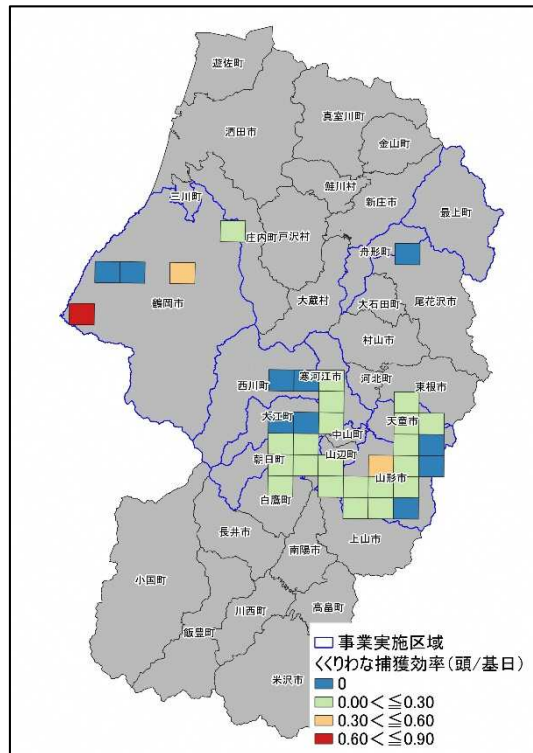 遊佐町
真室川町
酒田市
金山町
鮭川村
三川町
新庄市
最上町
庄内町
戸沢村
舟形町
鶴岡市
大蔵村
大石田町
尾花沢市
村山市
西川町
寒河江市
河北町
東根市
大江町
天童市
中山町
朝日町
山辺町
山形市
白鷹町
長井市
上山市
南陽市
小国町
川西町
高畠町
飯豊町
米沢市
事業実施区域
くくりわな捕獲効率(頭/基日)
0
0.00<≦0.30
0.30<≦0.60
0.60<≦0.90